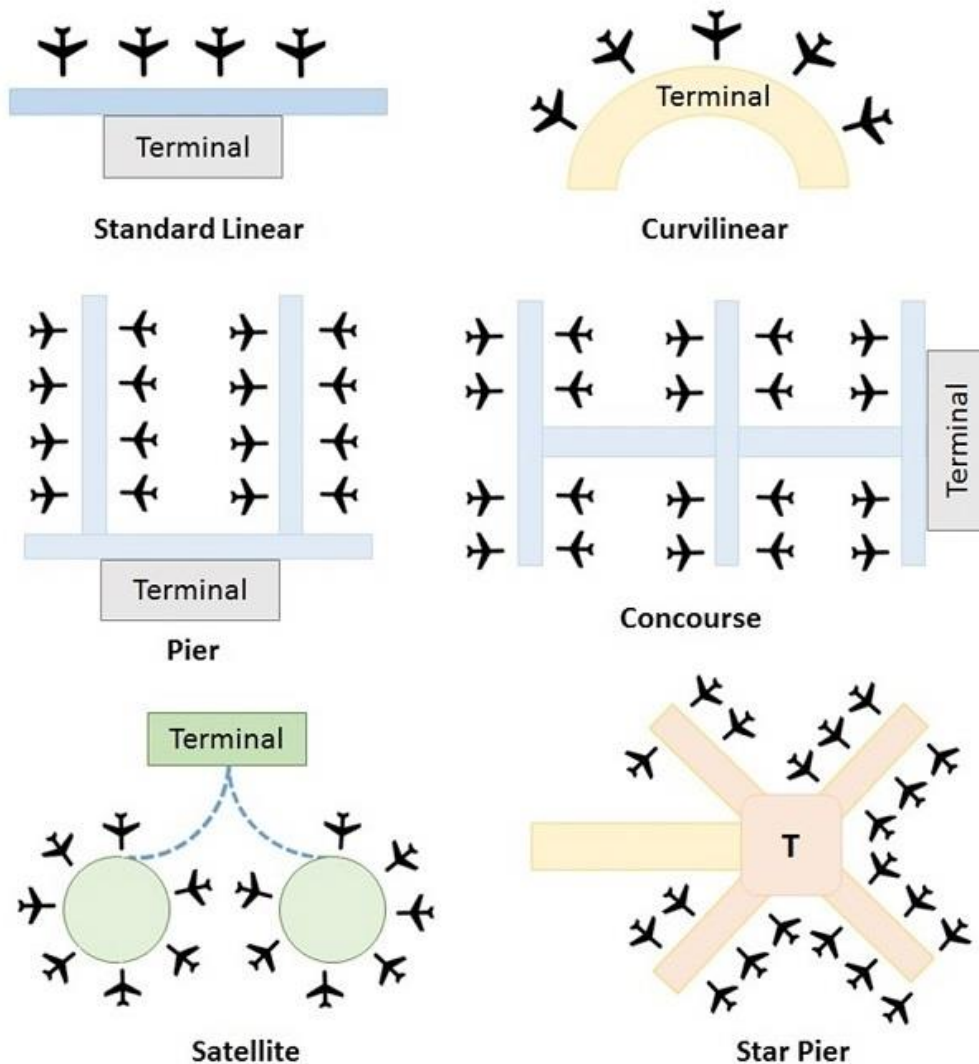 Terminal
Standard Linear
Terminal
Curvilinear
Terminal
Pier
Terminal
Concourse
Terminal
Satellite
T
Star Pier